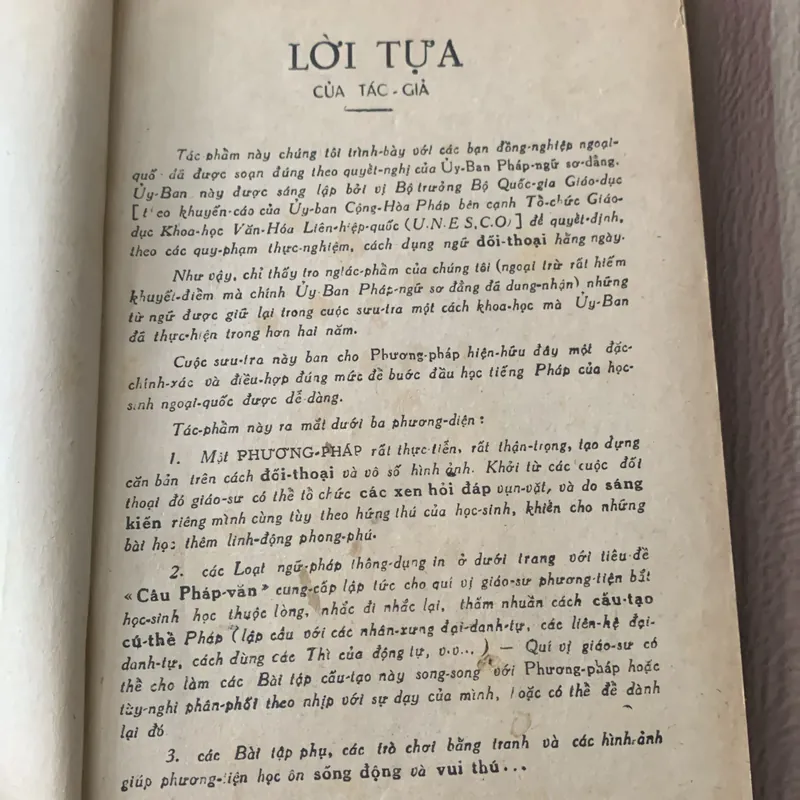 LỜI TỰA
CỦA TÁC-GIẢ
Tác phẩm này chúng tôi trình-bày với các bạn đồng-nghiệp ngoại-
quố đã được soạn đúng theo quyết-nghị của Ủy-Ban Pháp-ngữ sơ-đẳng.
Ủy-Ban này được sáng lập bởi vị Bộ trưởng Bộ Quốc-gia Giáo-dục
[ theo khuyến-cáo của Ủy-ban Cộng-Hòa Pháp bên cạnh Tổ-chức Giáo-
dục Khoa-học Văn-Hóa Liên-hiệp-quốc (U.N.E.S.C.O) ] để quyết-định,
theo các quy-phạm thực-nghiệm, cách dụng ngữ đối-thoại hằng ngày.
Như vậy, chỉ thấy tro ngtác-phẩm của chúng tôi (ngoại trừ rất hiếm
khuyết-điểm mà chính Ủy-Ban Pháp-ngữ sơ đẳng đã dung-nhận) những
từ ngữ được giữ lại trong cuộc sưu-tra một cách khoa-học mà Ủy-Ban
đã thực-hiện trong hơn hai năm.
Cuộc sưu-tra này ban cho Phương-pháp hiện-hữu đây một đặc-
chính-xác và điều-hợp đúng mức để bước đầu học tiếng Pháp của học-
sinh ngoại-quốc được dễ-dàng.
Tác-phẩm này ra mắt dưới ba phương-diện :
1. Một PHƯƠNG-PHÁP rất thực-tiễn, rất thận-trọng, tạo dựng
căn bản trên cách đối-thoại và vô số hình ảnh. Khởi từ các cuộc đối
thoại đó giáo-sư có thể tổ chức các xen hỏi đáp vụn-vặt, và do sáng
kiến riêng mình cùng tùy theo hứng thú của học-sinh, khiến cho những
bài học thêm linh-động phong-phú.
2. các Loạt ngữ-pháp thông-dụng in ở dưới trang với tiêu-đề
« Câu Pháp-văn » cung-cấp lập tức cho quí vị giáo-sư phương-tiện bắt
học-sinh học thuộc lòng, nhắc đi nhắc lại, thấm nhuần cách cấu-tạo
cú-thể Pháp (lập câu với các nhân-xưng đại-danh-tự, các liên-hệ đại-
danh-tự, cách dùng các Thì của động tự, v.v... ) — Quí vị giáo-sư có
thể cho làm các Bài tập cấu-tạo này song-song với Phương-pháp hoặc
tùy-nghi phân-phối theo nhịp với sự dạy của mình, hoặc có thể để dành
lại đó
3. các Bài tập phụ, các trò chơi bằng tranh và các hình-ảnh
giúp phương-tiện học ôn sống động và vui thú...